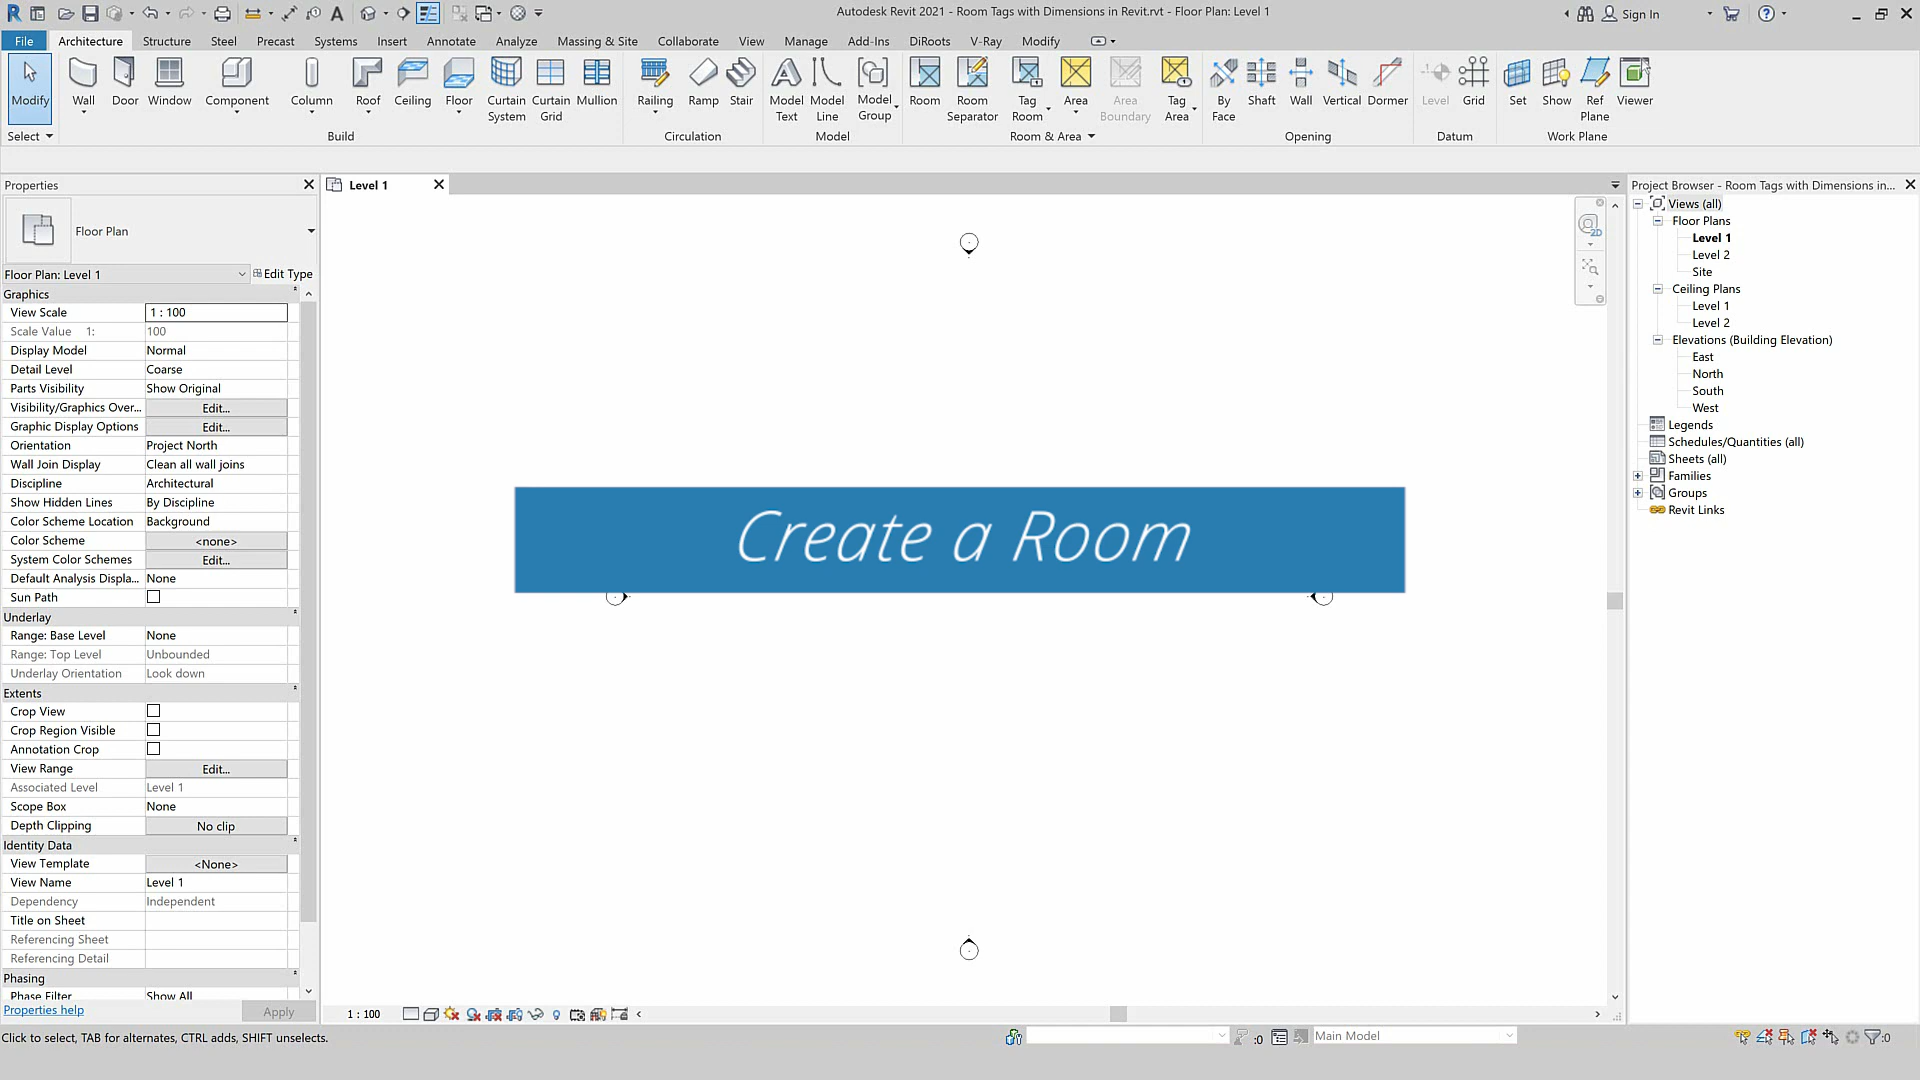 Autodesk Revit 2021 - Room Tags with Dimensions in Revit.rvt - Floor Plan: Level 1
Sign In
File Architecture Structure Steel Precast Systems Insert Annotate Analyze Massing & Site Collaborate View Manage Add-Ins DiRoots V-Ray Modify
Modify Wall Door Window Component Column Roof Ceiling Floor Curtain System Curtain Grid Mullion Railing Ramp Stair Model Text Model Line Model Group Room Room Separator Tag Room Area Area Boundary Tag Area By Face Shaft Wall Vertical Dormer Level Grid Set Show Ref Plane Viewer
Select Build Circulation Model Room & Area Opening Datum Work Plane
Properties
Floor Plan
Floor Plan: Level 1 Edit Type
Graphics
View Scale 1 : 100
Scale Value 1: 100
Display Model Normal
Detail Level Coarse
Parts Visibility Show Original
Visibility/Graphics Over... Edit...
Graphic Display Options Edit...
Orientation Project North
Wall Join Display Clean all wall joins
Discipline Architectural
Show Hidden Lines By Discipline
Color Scheme Location Background
Color Scheme <none>
System Color Schemes Edit...
Default Analysis Displa... None
Sun Path
Underlay
Range: Base Level None
Range: Top Level Unbounded
Underlay Orientation Look down
Extents
Crop View
Crop Region Visible
Annotation Crop
View Range Edit...
Associated Level Level 1
Scope Box None
Depth Clipping No clip
Identity Data
View Template <None>
View Name Level 1
Dependency Independent
Title on Sheet
Referencing Sheet
Referencing Detail
Phasing
Phase Filter Show All
Properties help Apply
Level 1
2D
Create a Room
1 : 100
Project Browser - Room Tags with Dimensions in...
Views (all)
Floor Plans
Level 1
Level 2
Site
Ceiling Plans
Level 1
Level 2
Elevations (Building Elevation)
East
North
South
West
Legends
Schedules/Quantities (all)
Sheets (all)
Families
Groups
Revit Links
Click to select, TAB for alternates, CTRL adds, SHIFT unselects. :0 Main Model :0